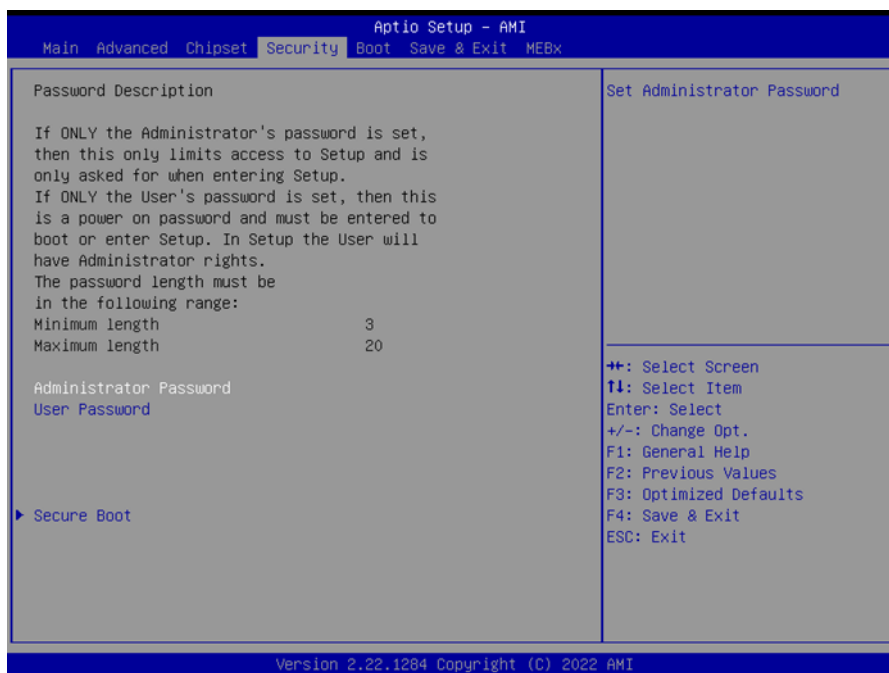 Aptio Setup - AMI
Main Advanced Chipset Security Boot Save & Exit MEBx
Password Description
If ONLY the Administrator's password is set,
then this only limits access to Setup and is
only asked for when entering Setup.
If ONLY the User's password is set, then this
is a power on password and must be entered to
boot or enter Setup. In Setup the User will
have Administrator rights.
The password length must be
in the following range:
Minimum length 3
Maximum length 20
Administrator Password
User Password
Secure Boot
Set Administrator Password
→←: Select Screen
↑↓: Select Item
Enter: Select
+/-: Change Opt.
F1: General Help
F2: Previous Values
F3: Optimized Defaults
F4: Save & Exit
ESC: Exit
Version 2.22.1284 Copyright (C) 2022 AMI